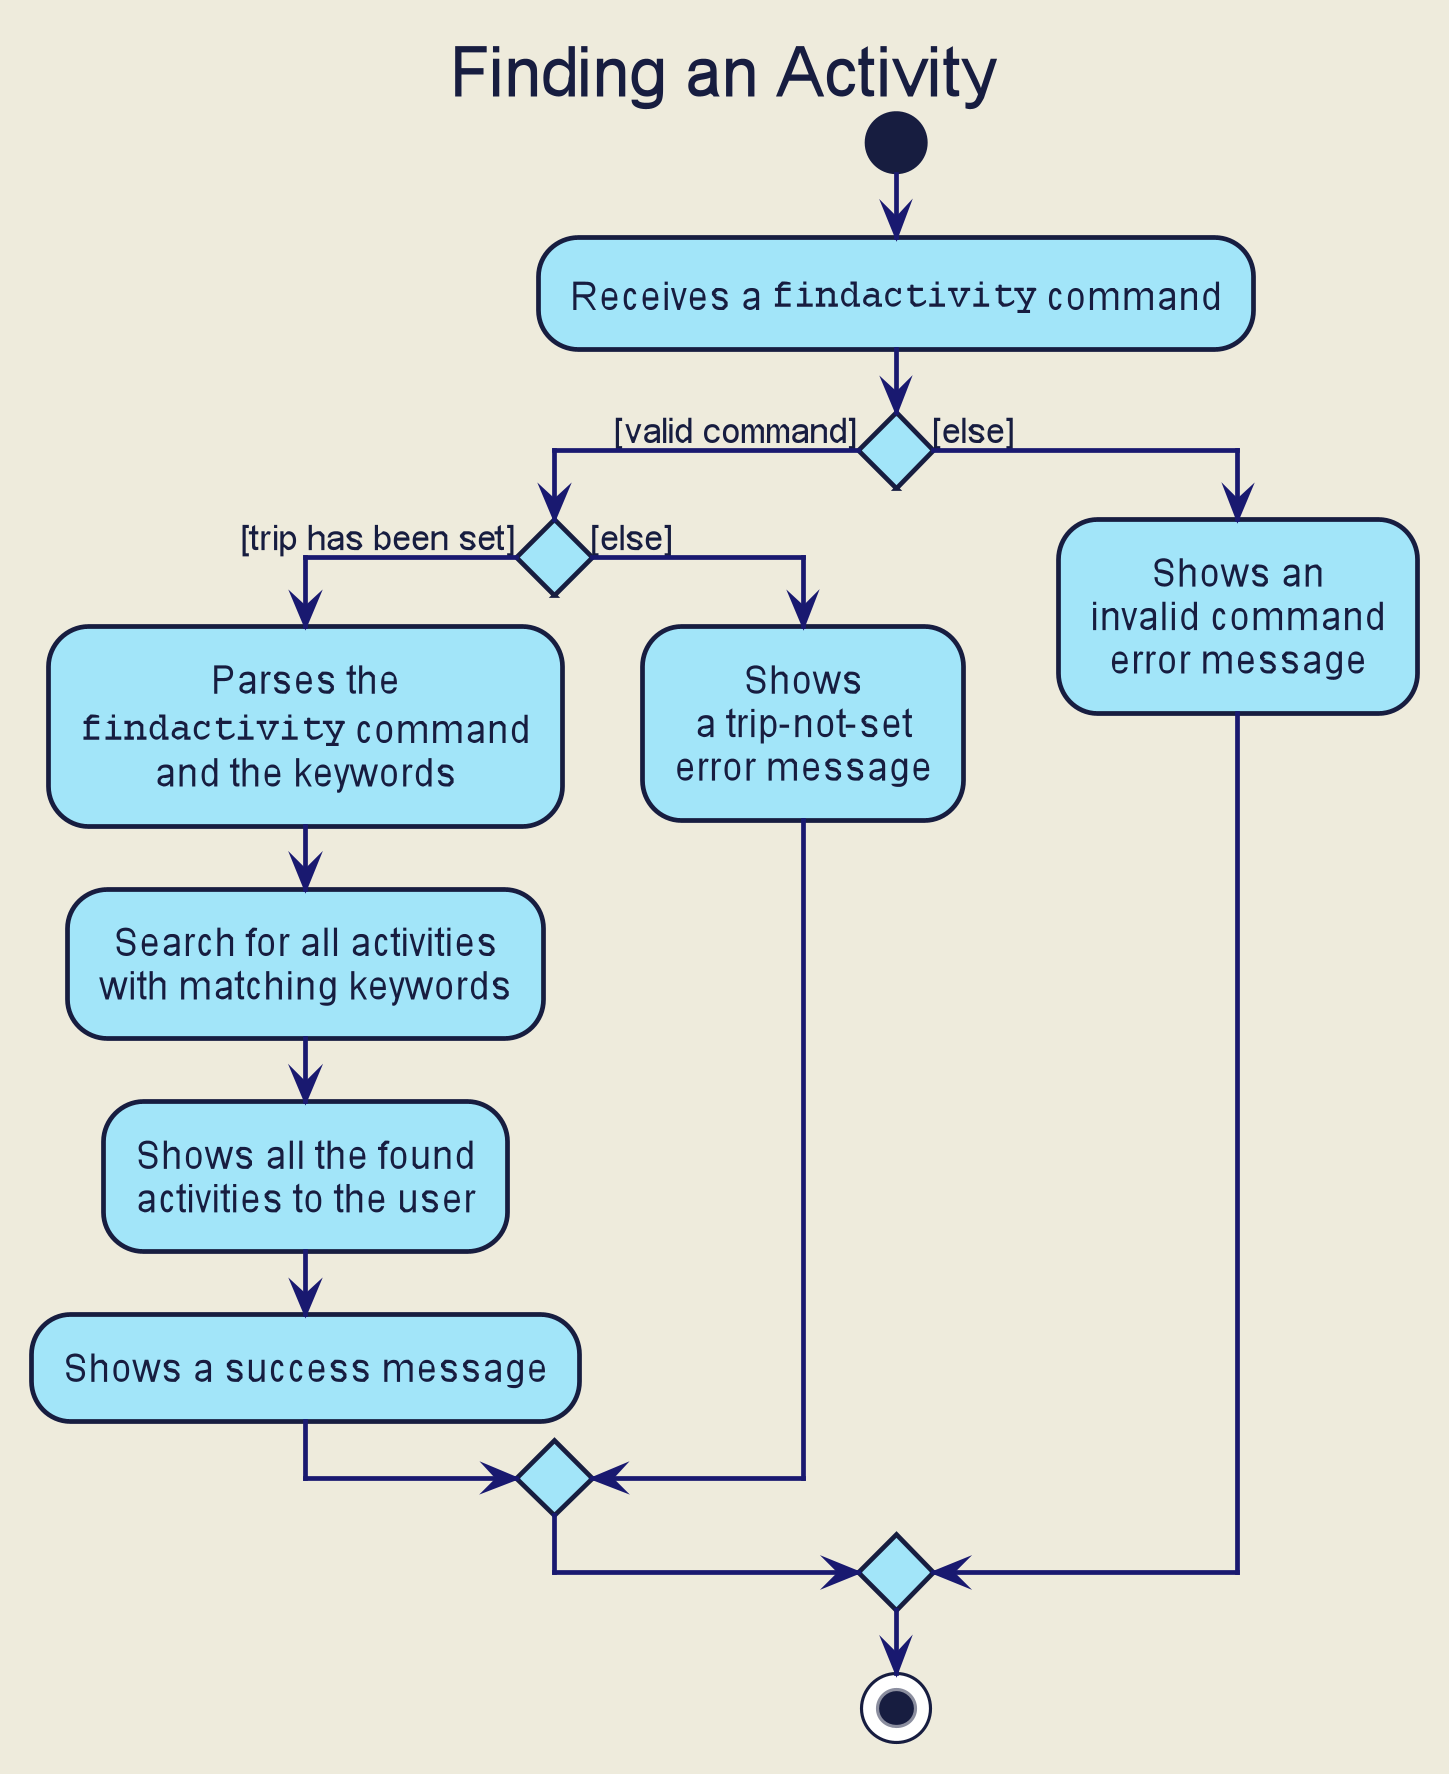 Finding an Activity
Receives a findactivity command
[valid command]
[else]
[trip has been set]
[else]
Shows an
invalid command
error message
Parses the
findactivity command
and the keywords
Shows
a trip-not-set
error message
Search for all activities
with matching keywords
Shows all the found
activities to the user
Shows a success message